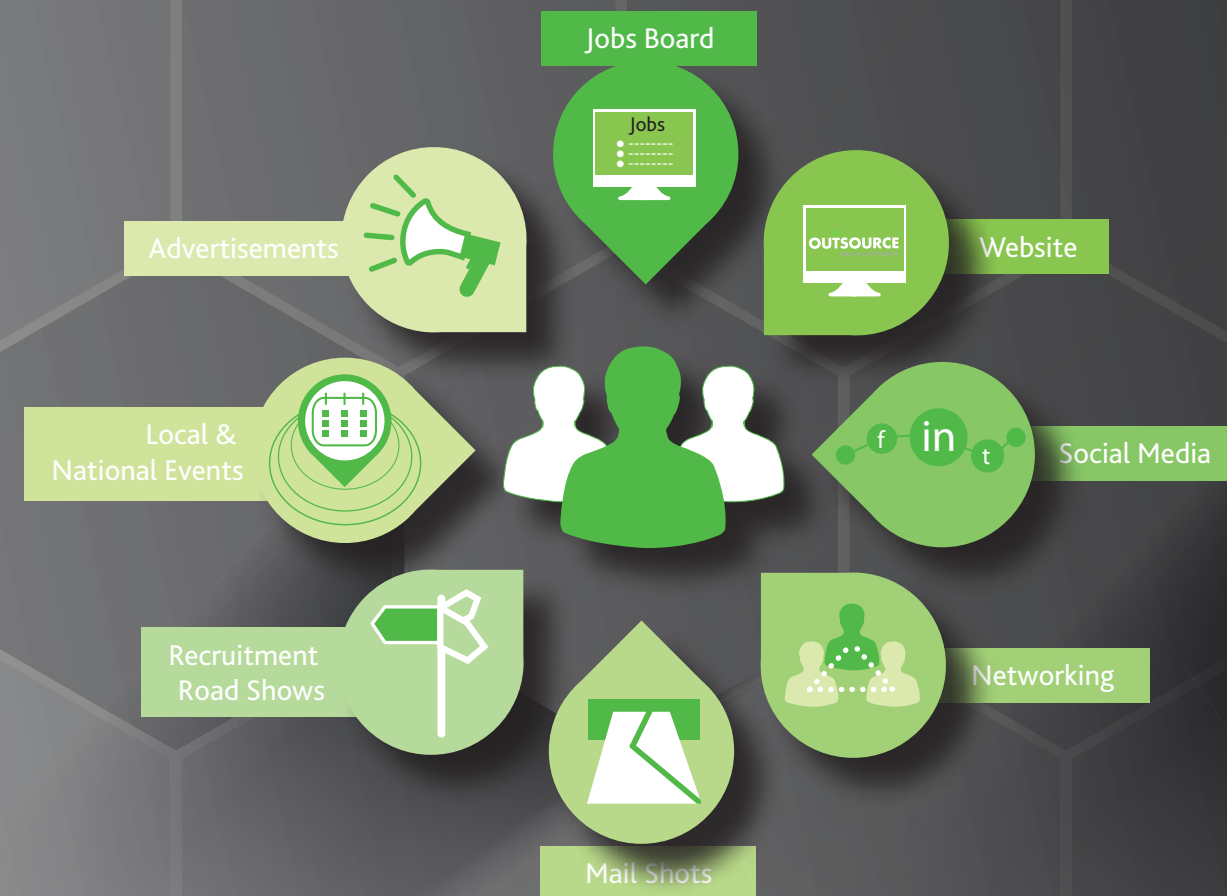 Jobs Board
Jobs
Advertisements
OUTSOURCE
Website
Local &
National Events
f
in
t
Social Media
Recruitment
Road Shows
Networking
Mail Shots